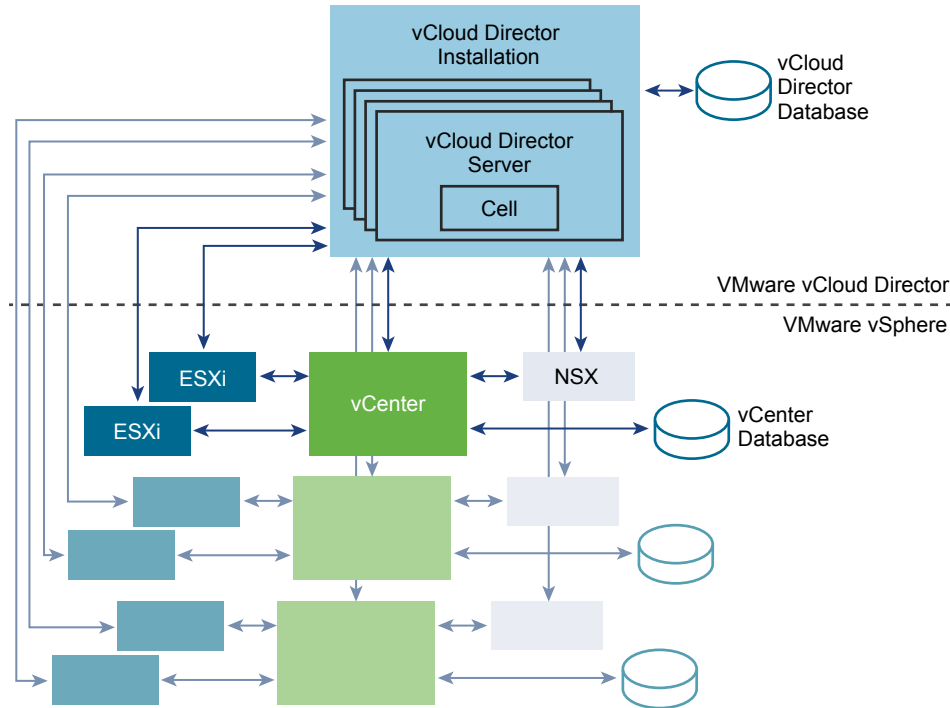 vCloud Director
Installation
vCloud
Director
Database
vCloud Director
Server
Cell
VMware vCloud Director
VMware vSphere
ESXi
vCenter
NSX
ESXi
vCenter
Database